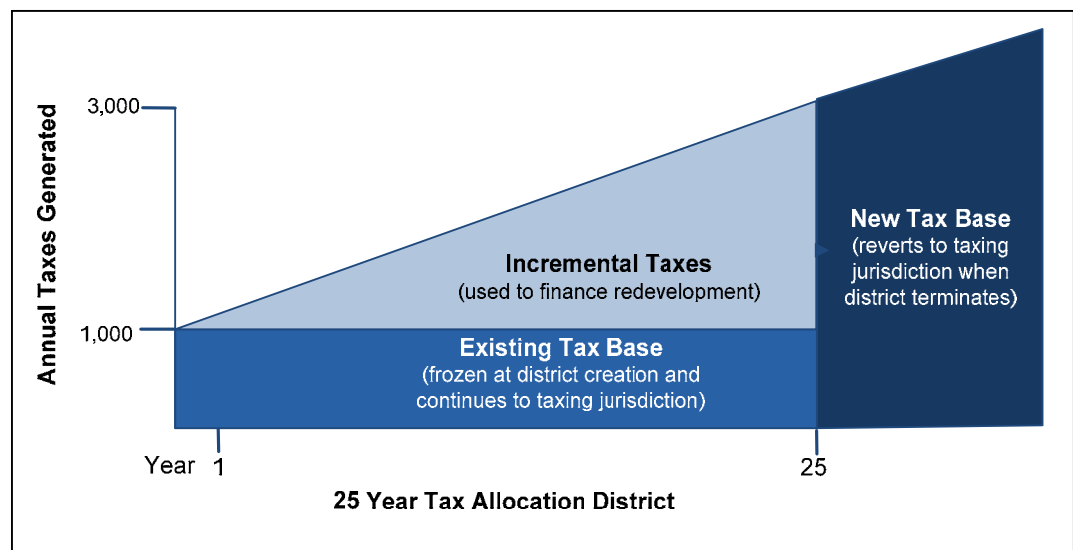 Annual Taxes Generated
3,000
1,000
Incremental Taxes
(used to finance redevelopment)
Existing Tax Base
(frozen at district creation and
continues to taxing jurisdiction)
New Tax Base
(reverts to taxing
jurisdiction when
district terminates)
Year 1
25
25 Year Tax Allocation District